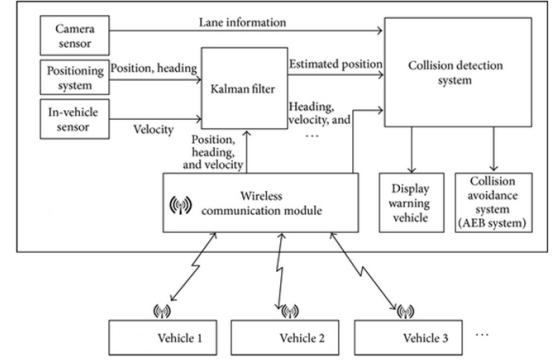 Camera
sensor
Lane information
Collision detection
system
Positioning
system
Position, heading
Kalman filter
Estimated position
In-vehicle
sensor
Velocity
Heading,
velocity, and
...
Position,
heading,
and velocity
Wireless
communication module
Display
warning
vehicle
Collision
avoidance
system
(AEB system)
Vehicle 1
Vehicle 2
Vehicle 3
...